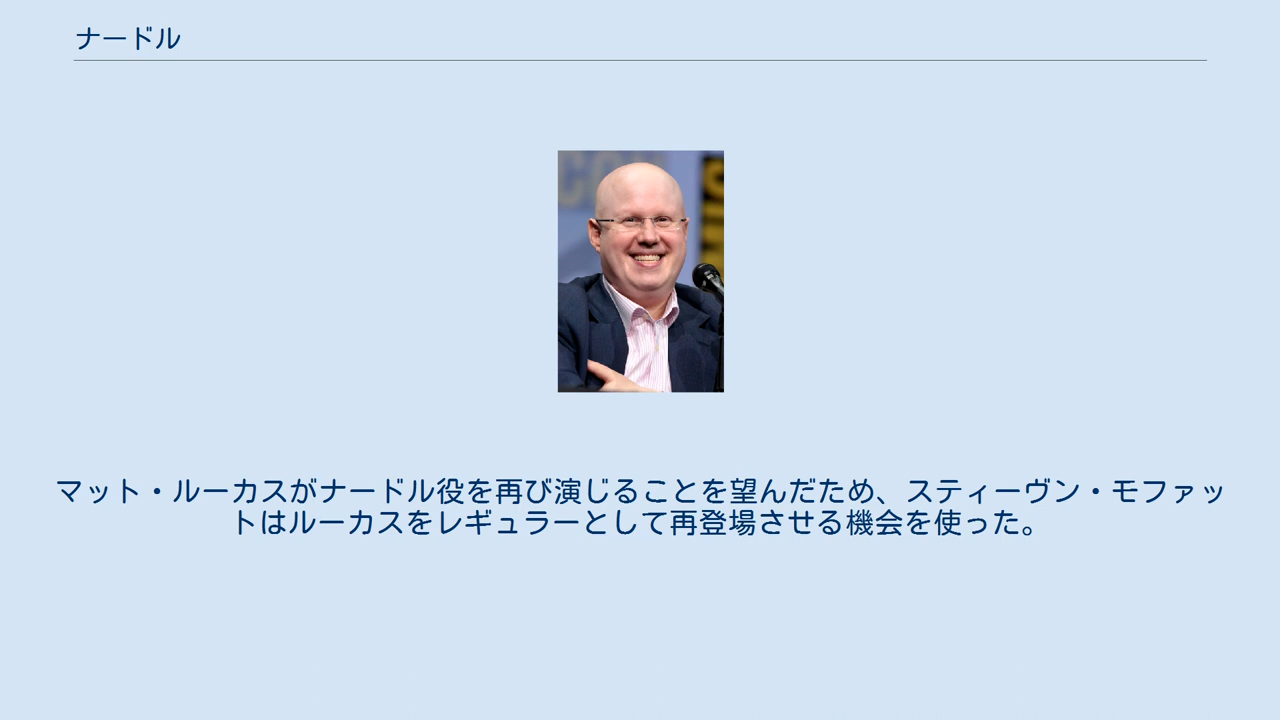 ナードル
マット・ルーカスがナードル役を再び演じることを望んだため、スティーヴン・モファッ
トはルーカスをレギュラーとして再登場させる機会を使った。